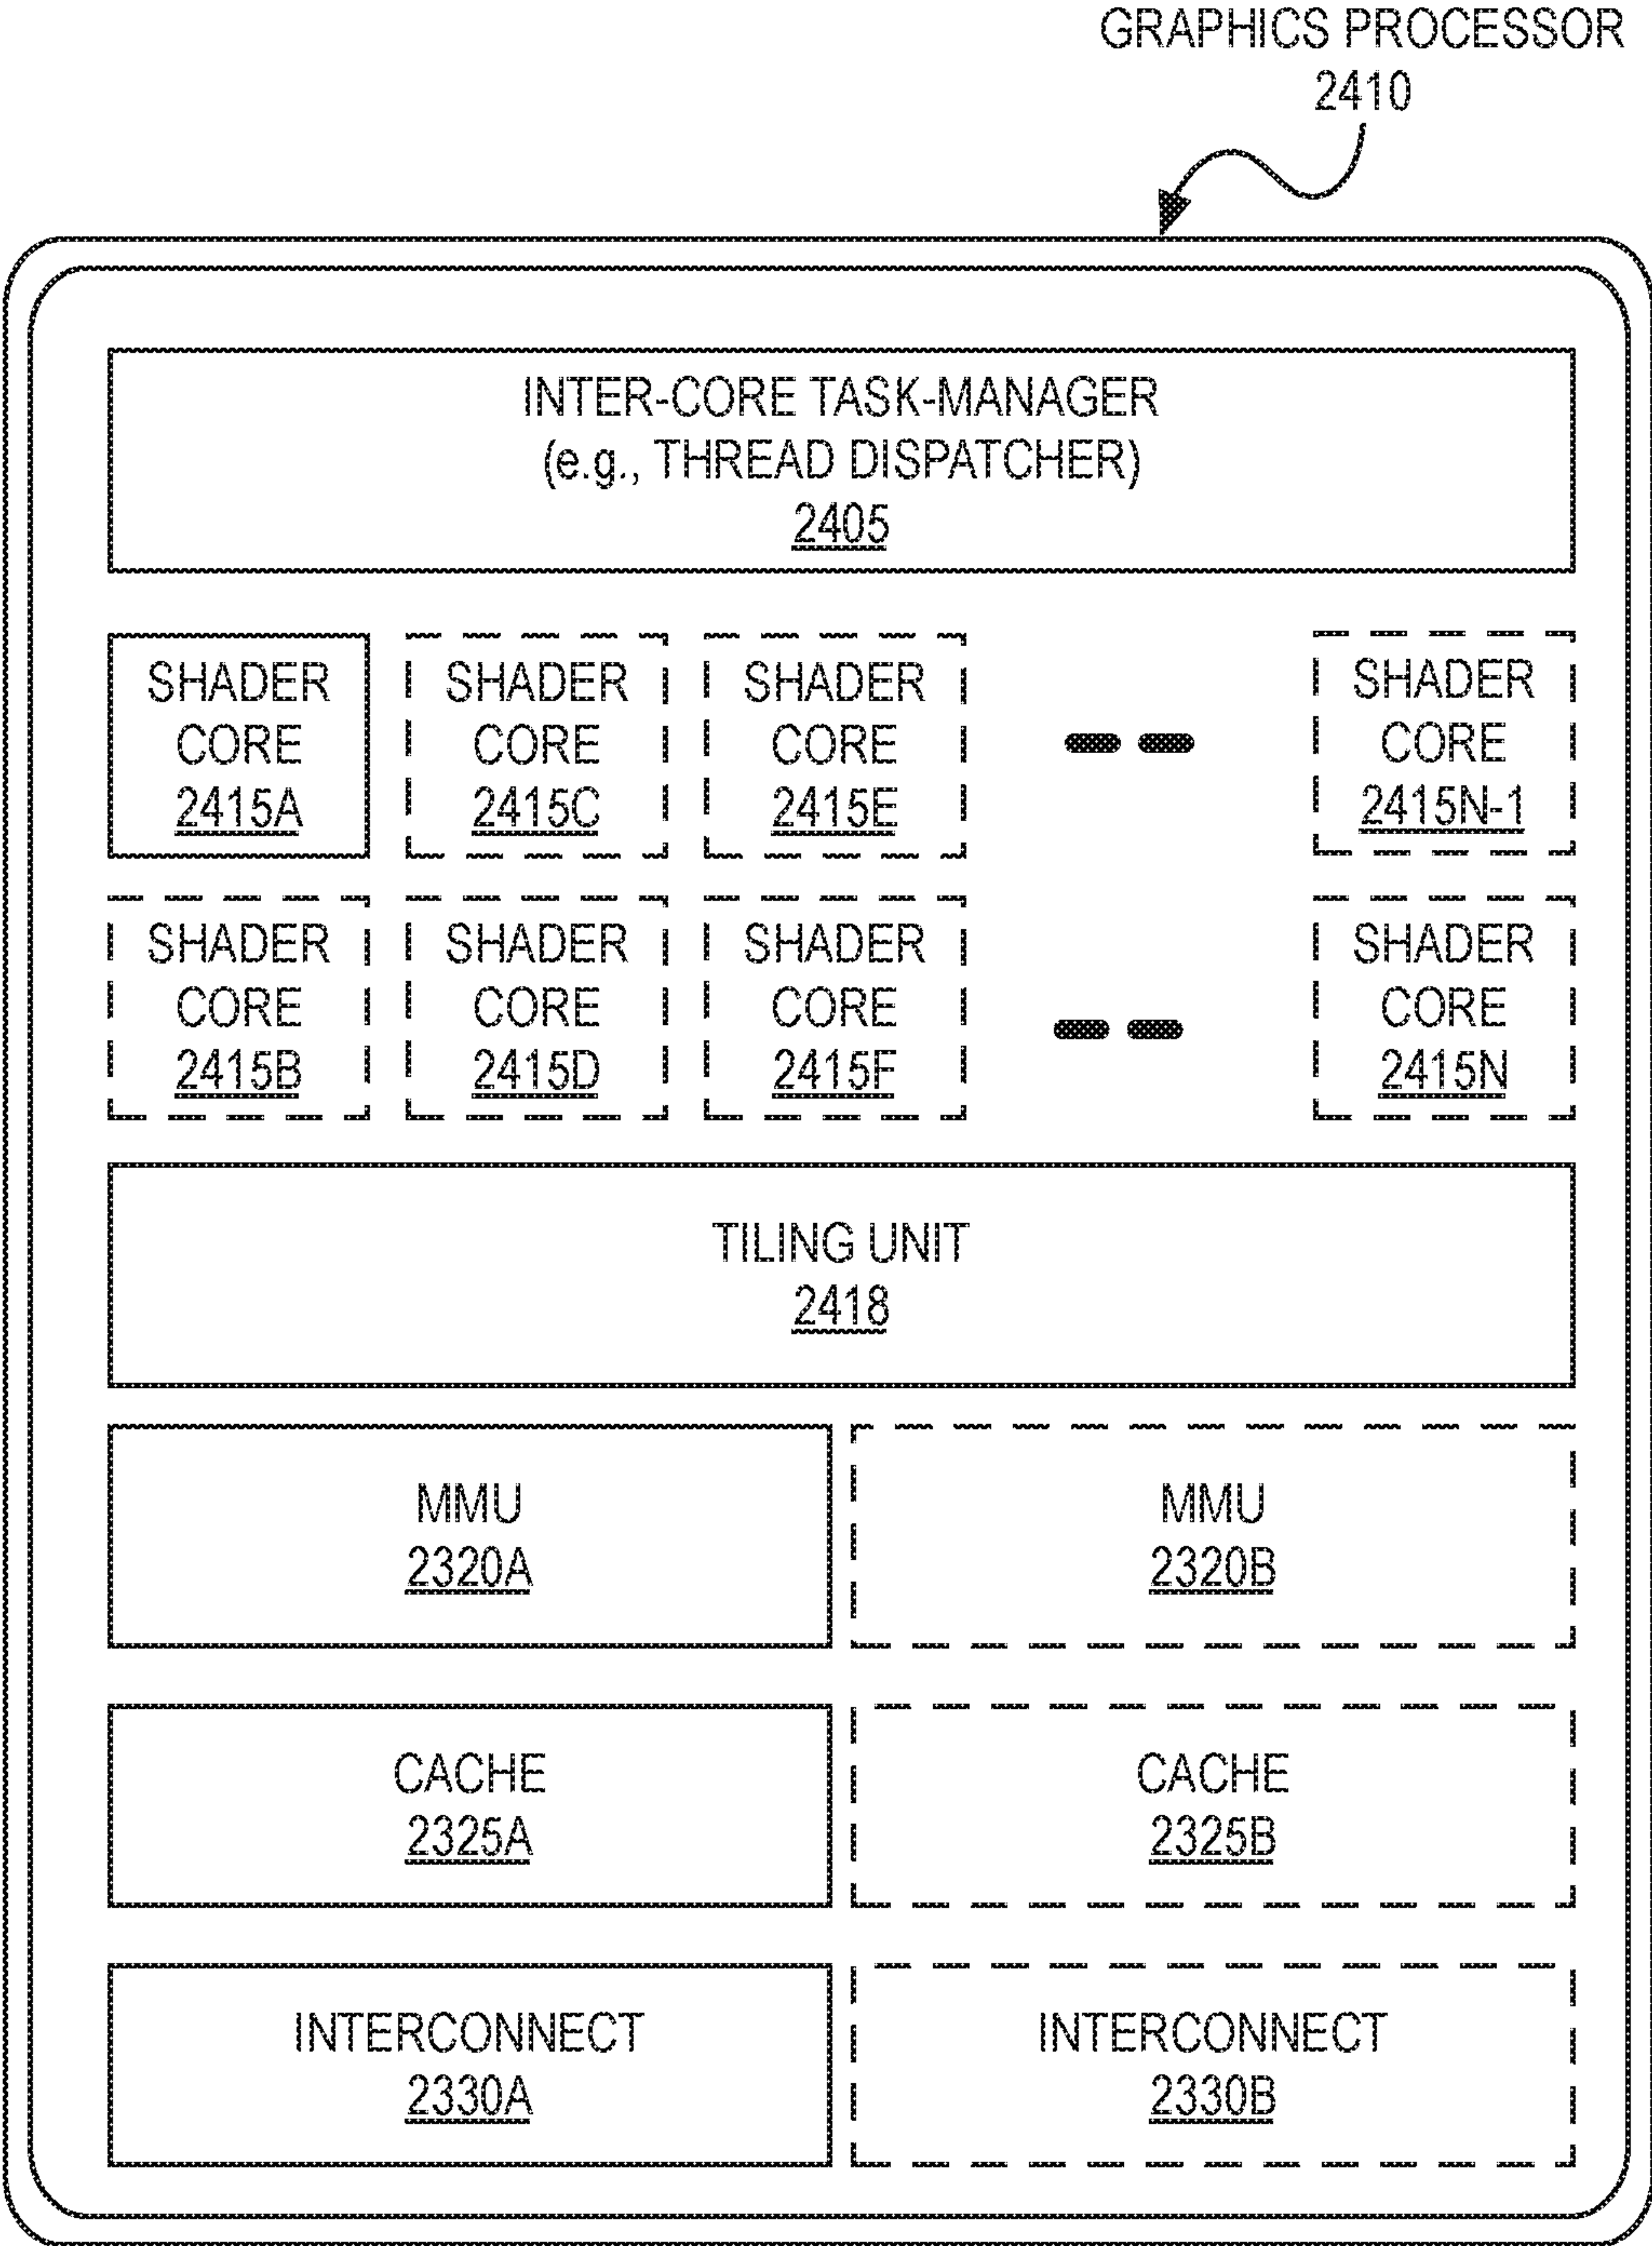 GRAPHICS PROCESSOR
2410
INTER-CORE TASK-MANAGER
(e.g., THREAD DISPATCHER)
2405
SHADER
CORE
2415A
SHADER
CORE
2415C
SHADER
CORE
2415E
SHADER
CORE
2415N-1
SHADER
CORE
2415B
SHADER
CORE
2415D
SHADER
CORE
2415F
SHADER
CORE
2415N
TILING UNIT
2418
MMU
2320A
MMU
2320B
CACHE
2325A
CACHE
2325B
INTERCONNECT
2330A
INTERCONNECT
2330B